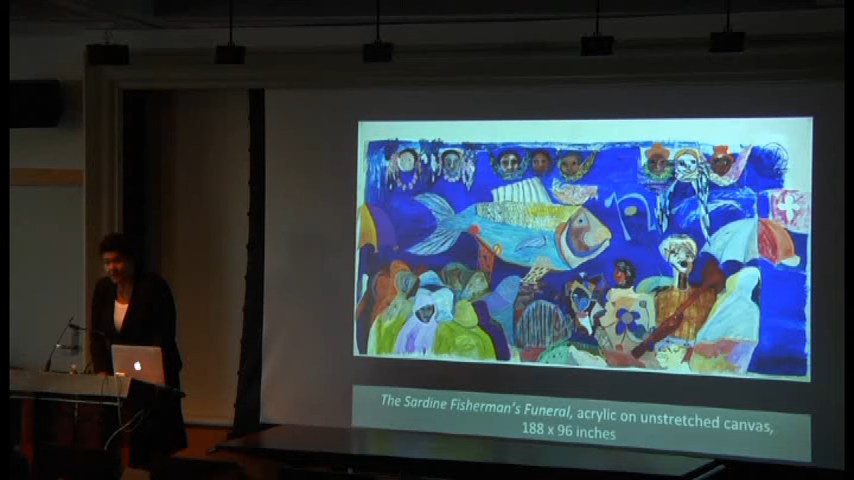 The Sardine Fisherman's Funeral, acrylic on unstretched canvas,
188 x 96 inches